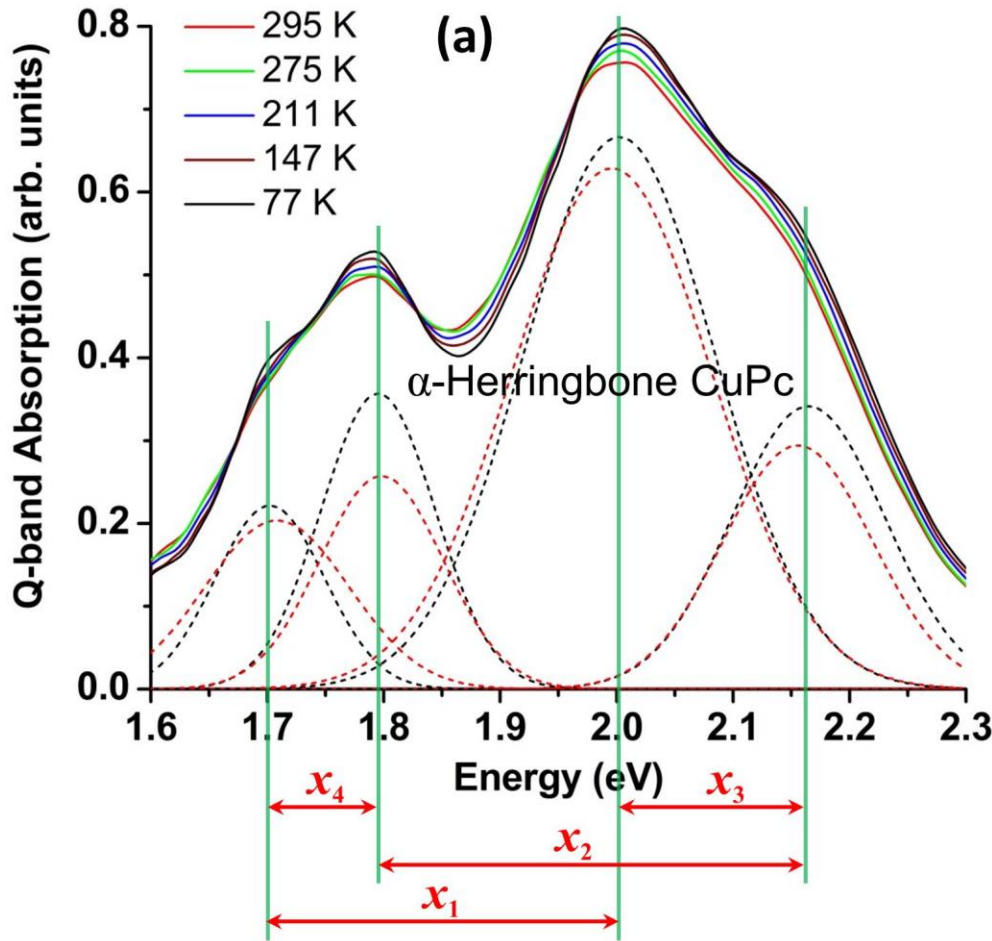 (a)
295 K
275 K
211 K
147 K
77 K
Q-band Absorption (arb. units)
0.8
0.6
0.4
0.2
0.0
α-Herringbone CuPc
1.6 1.7 1.8 1.9 2.0 2.1 2.2 2.3
Energy (eV)
x₄
x₃
x₂
x₁